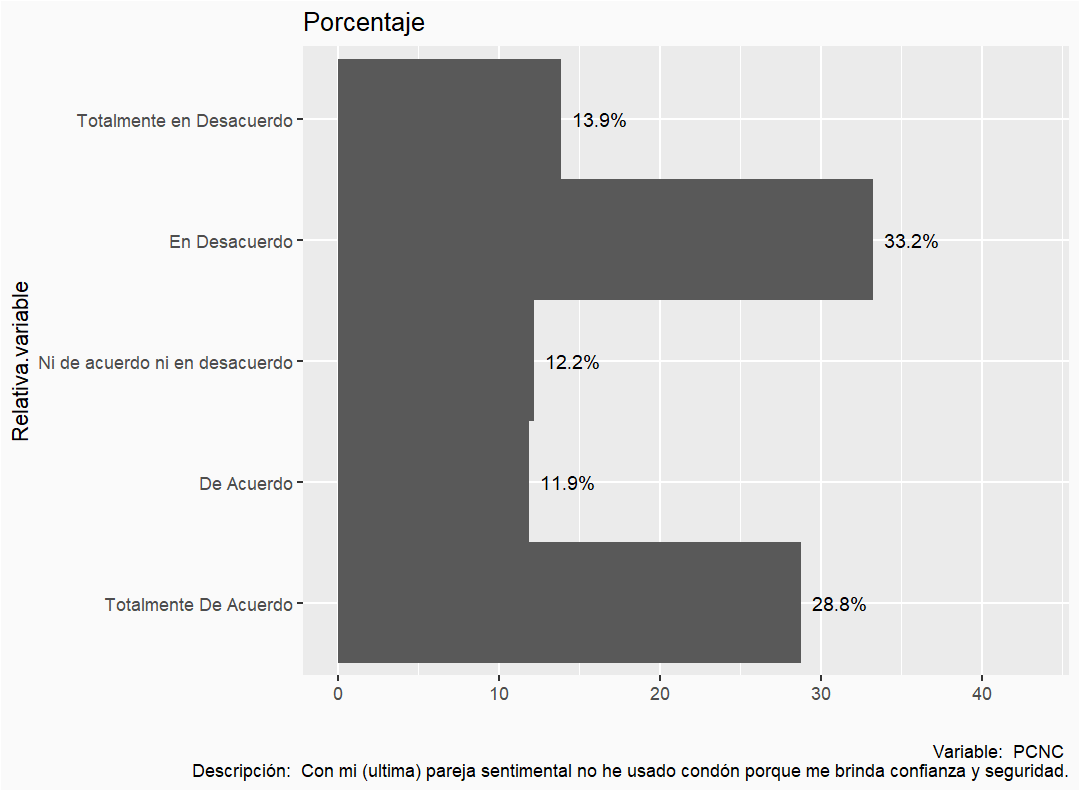 Porcentaje
Relativa.variable
Totalmente en Desacuerdo
13.9%
En Desacuerdo
33.2%
Ni de acuerdo ni en desacuerdo
12.2%
De Acuerdo
11.9%
Totalmente De Acuerdo
28.8%
0 10 20 30 40
Variable:  PCNC
Descripción:  Con mi (ultima) pareja sentimental no he usado condón porque me brinda confianza y seguridad.